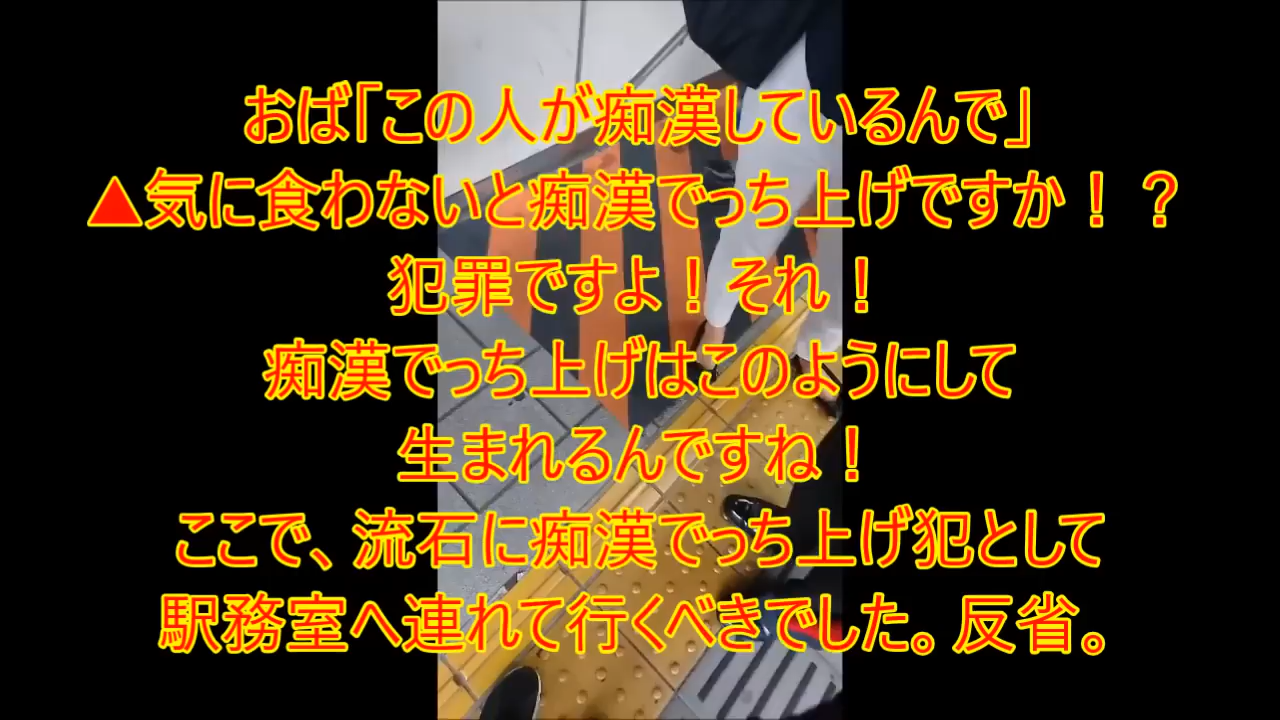 おば「この人が痴漢しているんで」
▲気に食わないと痴漢でっち上げですか！？
犯罪ですよ！それ！
痴漢でっち上げはこのようにして
生まれるんですね！
ここで、流石に痴漢でっち上げ犯として
駅務室へ連れて行くべきでした。反省。